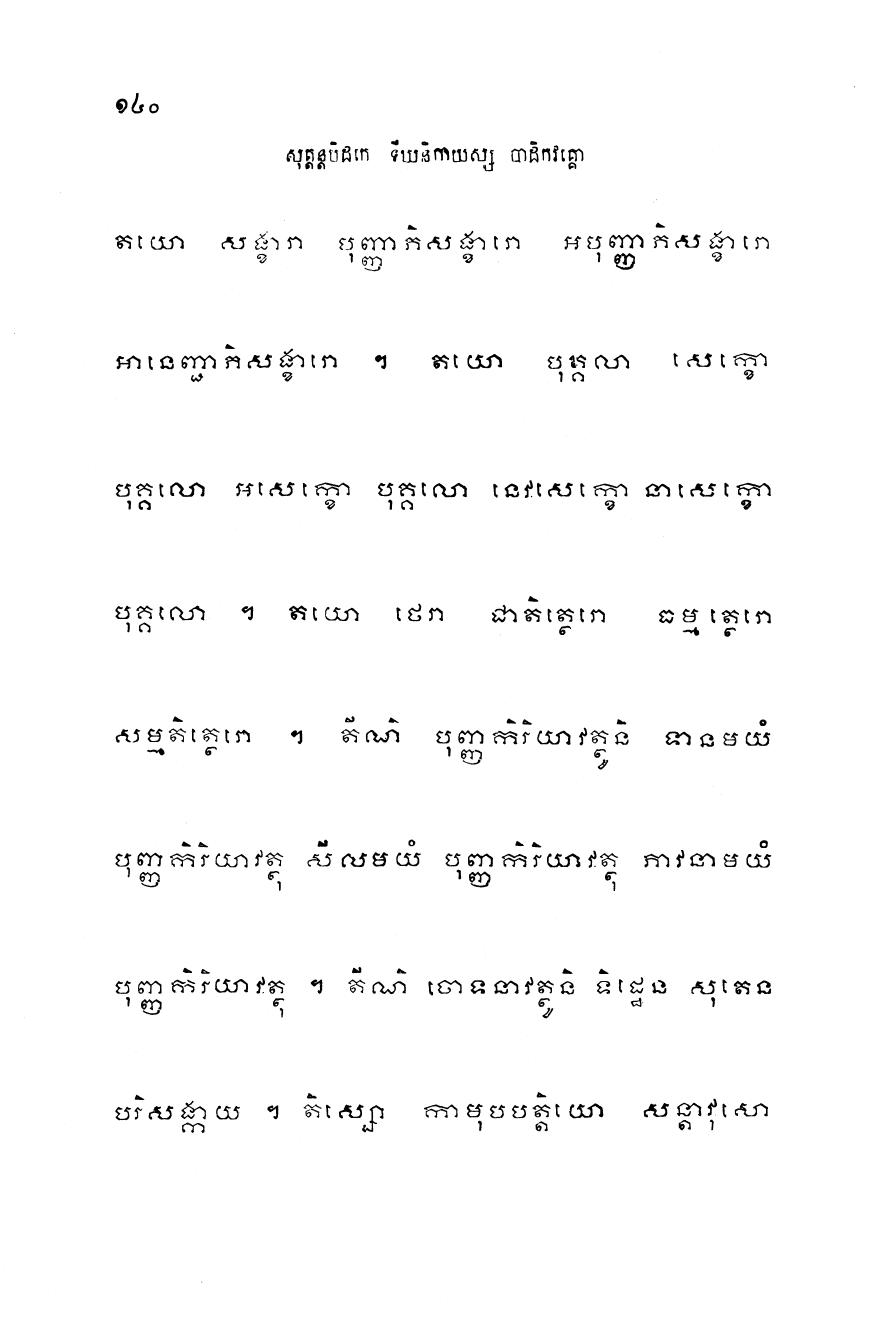 ១៤០
សុត្តន្តបិដកេ ទីឃនិកាយស្ស បាដិកវគ្គោ
តយោ សង្ខារា បុញ្ញាភិសង្ខារោ អបុញ្ញាភិសង្ខារោ
អានេញ្ជាភិសង្ខារោ ។ តយោ បុគ្គលា សេក្ខោ
បុគ្គលោ អសេក្ខោ បុគ្គលោ នេវសេក្ខោ នាសេក្ខោ
បុគ្គលោ ។ តយោ ថេរា ជាតិត្ថេរោ ធម្មត្ថេរោ
សម្មតិត្ថេរោ ។ តីណិ បុញ្ញកិរិយាវត្ថូនិ ទានមយំ
បុញ្ញកិរិយាវត្ថុ សីលមយំ បុញ្ញកិរិយាវត្ថុ ភាវនាមយំ
បុញ្ញកិរិយាវត្ថុ ។ តីណិ ចោទនាវត្ថូនិ ទិដ្ឋេន សុតេន
បរិសង្កាយ ។ តិស្សោ កាមុបបត្តិយោ សន្តាវុសោ